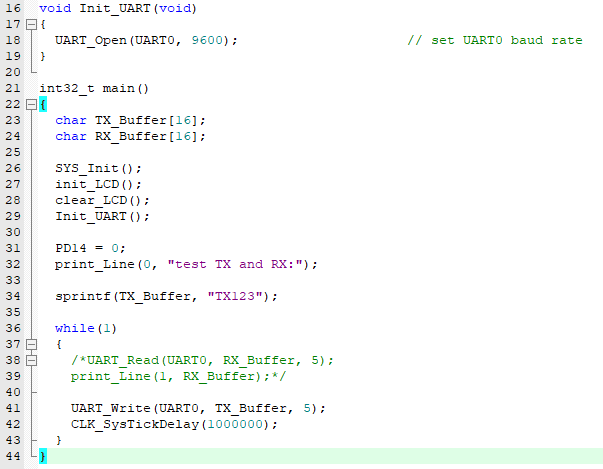 16 void Init_UART(void)
17 {
18   UART_Open(UART0, 9600);                     // set UART0 baud rate
19 }
20
21 int32_t main()
22 {
23   char TX_Buffer[16];
24   char RX_Buffer[16];
25
26   SYS_Init();
27   init_LCD();
28   clear_LCD();
29   Init_UART();
30
31   PD14 = 0;
32   print_Line(0, "test TX and RX:");
33
34   sprintf(TX_Buffer, "TX123");
35
36   while(1)
37   {
38     /*UART_Read(UART0, RX_Buffer, 5);
39     print_Line(1, RX_Buffer);*/
40
41     UART_Write(UART0, TX_Buffer, 5);
42     CLK_SysTickDelay(1000000);
43   }
44 }